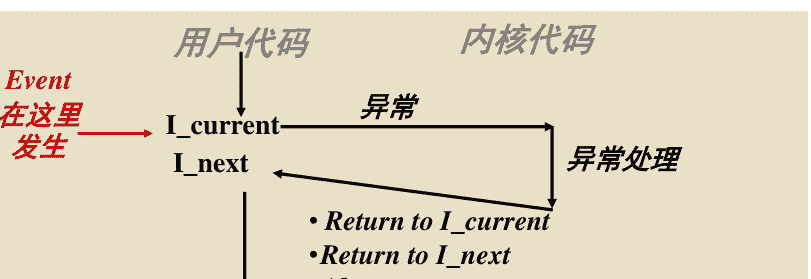 用户代码
内核代码
Event
在这里
发生
异常
I_current
I_next
异常处理
• Return to I_current
•Return to I_next